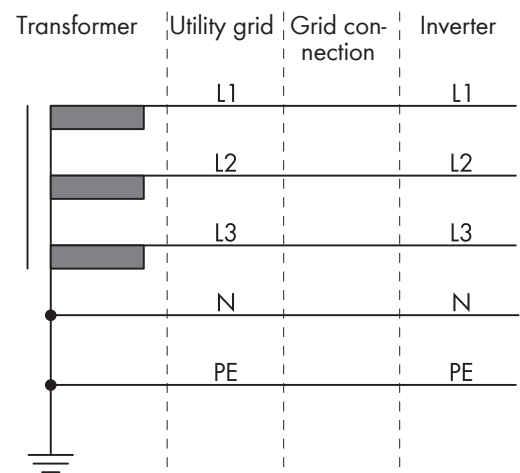 Transformer
Utility grid
Grid con-
nection
Inverter
L1
L1
L2
L2
L3
L3
N
N
PE
PE